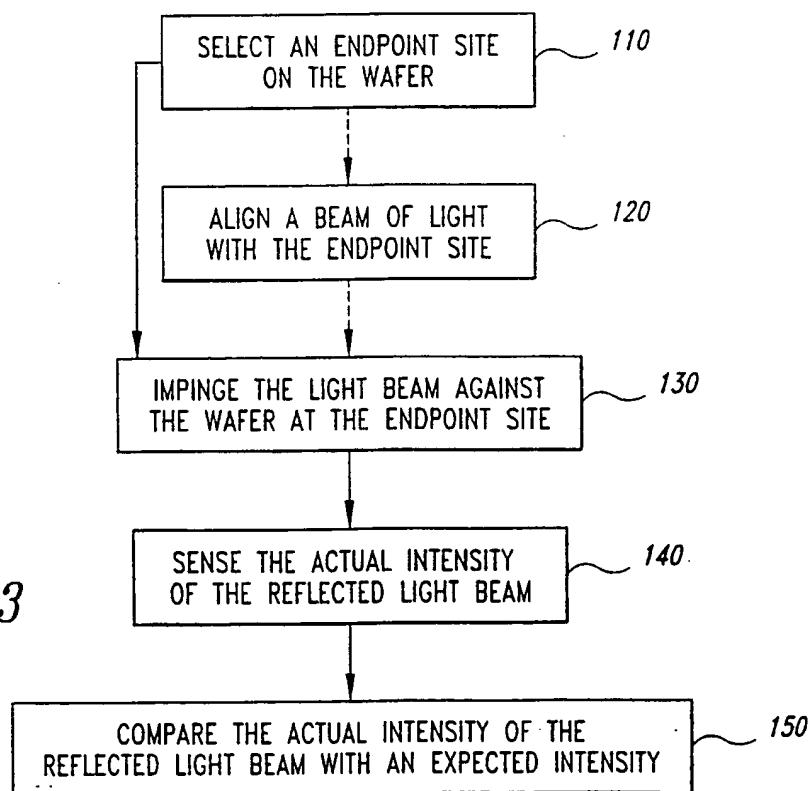 SELECT AN ENDPOINT SITE
ON THE WAFER
110
ALIGN A BEAM OF LIGHT
WITH THE ENDPOINT SITE
120
IMPINGE THE LIGHT BEAM AGAINST
THE WAFER AT THE ENDPOINT SITE
130
SENSE THE ACTUAL INTENSITY
OF THE REFLECTED LIGHT BEAM
140
3
COMPARE THE ACTUAL INTENSITY OF THE
REFLECTED LIGHT BEAM WITH AN EXPECTED INTENSITY
150